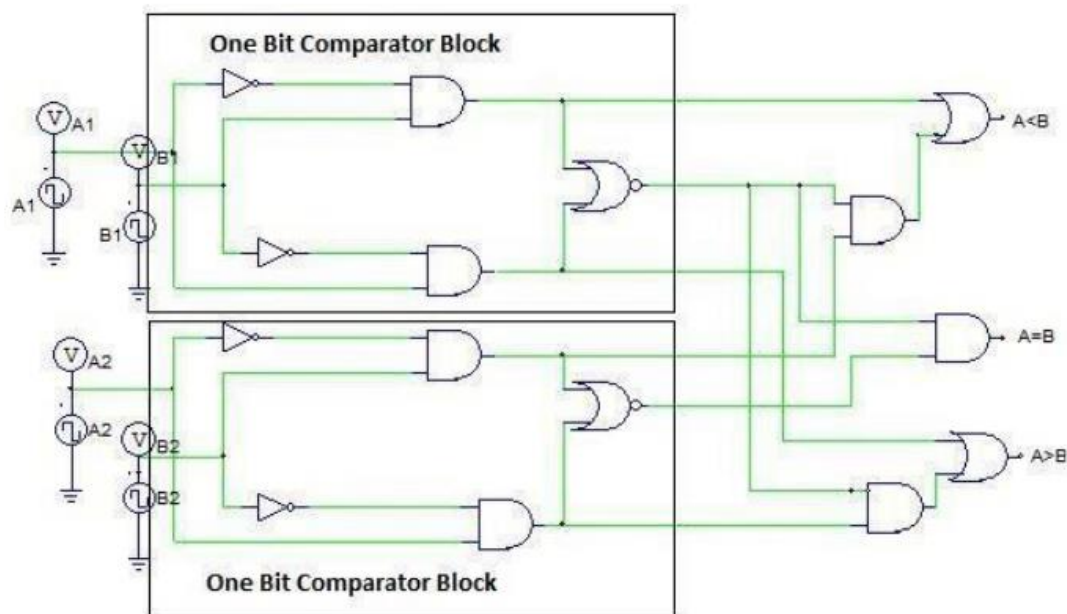 One Bit Comparator Block
V
A1
V
B1
A1
B1
A<B
V
A2
A=B
A2
V
B2
B2
A>B
One Bit Comparator Block